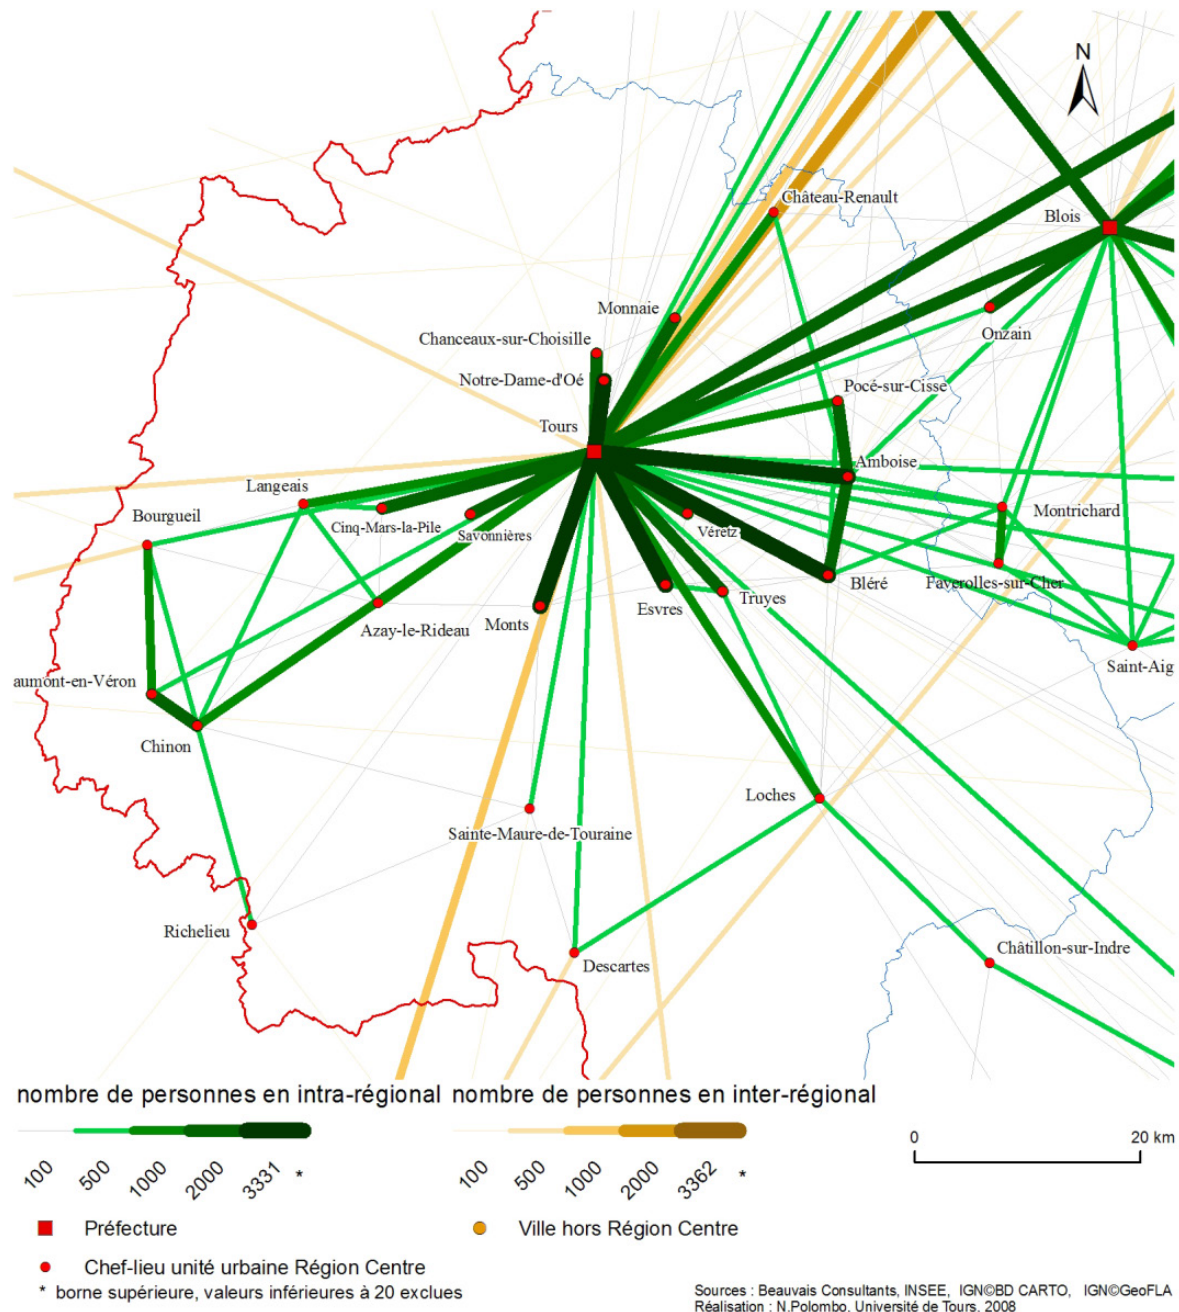 N
Château-Renault
Blois
Monnaie
Onzain
Chanceaux-sur-Choisille
Notre-Dame-d'Oé
Pocé-sur-Cisse
Tours
Amboise
Langeais
Bourgueil
Cinq-Mars-la-Pile
Savonnières
Véretz
Montrichard
Faverolles-sur-Cher
Bléré
Truyes
Esvres
Azay-le-Rideau
Monts
Saint-Aig
aumont-en-Véron
Chinon
Loches
Sainte-Maure-de-Touraine
Richelieu
Descartes
Châtillon-sur-Indre
nombre de personnes en intra-régional
100
500
1000
2000
3331
*
nombre de personnes en inter-régional
100
500
1000
2000
3362
*
0
20 km
Préfecture
Ville hors Région Centre
Chef-lieu unité urbaine Région Centre
* borne supérieure, valeurs inférieures à 20 exclues
Sources : Beauvais Consultants, INSEE, IGN©BD CARTO, IGN©GeoFLA
Réalisation : N.Polombo, Université de Tours, 2008